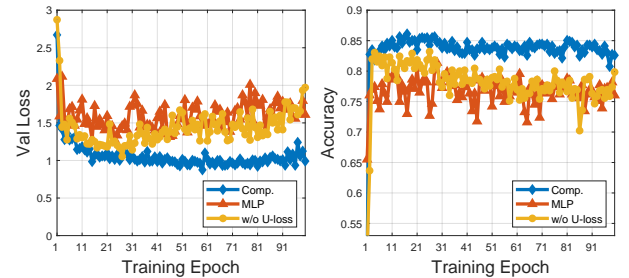 3
2.5
2
1.5
1
0.5
0
Val Loss
1 11 21 31 41 51 61 71 81 91
Training Epoch
Comp.
MLP
w/o U-loss
0.9
0.85
0.8
0.75
0.7
0.65
0.6
0.55
Accuracy
1 11 21 31 41 51 61 71 81 91
Training Epoch
Comp.
MLP
w/o U-loss